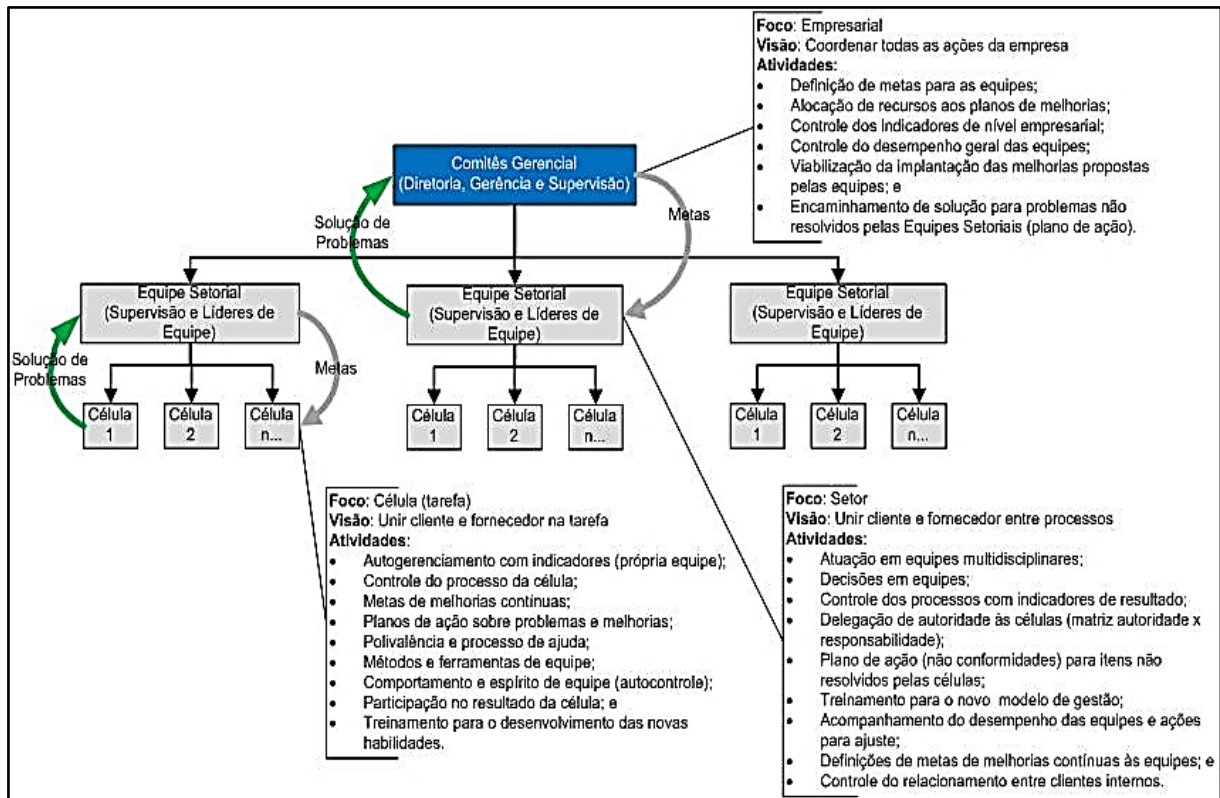 Foco: Empresarial
Visão: Coordenar todas as ações da empresa
Atividades:
• Definição de metas para as equipes;
• Alocação de recursos aos planos de melhorias;
• Controle dos Indicadores de nível empresarial;
• Controle do desempenho geral das equipes;
• Viabilização da implantação das melhorias propostas
pelas equipes; e
• Encaminhamento de solução para problemas não
resolvidos pelas Equipes Setoriais (plano de ação).
Comitês Gerencial
(Diretoria, Gerência e Supervisão)
Solução de
Problemas
Metas
Equipe Setorial
(Supervisão e Líderes de
Equipe)
Equipe Setorial
(Supervisão e Líderes de
Equipe)
Equipe Setorial
(Supervisão e Líderes de
Equipe)
Solução de
Problemas
Metas
Célula
1
Célula
2
Célula
n...
Célula
1
Célula
2
Célula
n...
Célula
1
Célula
2
Célula
n...
Foco: Célula (tarefa)
Visão: Unir cliente e fornecedor na tarefa
Atividades:
• Autogerenciamento com indicadores (própria equipe);
• Controle do processo da célula;
• Metas de melhorias contínuas;
• Planos de ação sobre problemas e melhorias;
• Polivalência e processo de ajuda;
• Métodos e ferramentas de equipe;
• Comportamento e espírito de equipe (autocontrole);
• Participação no resultado da célula; e
• Treinamento para o desenvolvimento das novas
habilidades.
Foco: Setor
Visão: Unir cliente e fornecedor entre processos
Atividades:
• Atuação em equipes multidisciplinares;
• Decisões em equipes;
• Controle dos processos com indicadores de resultado;
• Delegação de autoridade às células (matriz autoridade x
responsabilidade);
• Plano de ação (não conformidades) para itens não
resolvidos pelas células;
• Treinamento para o novo modelo de gestão;
• Acompanhamento do desempenho das equipes e ações
para ajuste;
• Definições de metas de melhorias contínuas às equipes; e
• Controle do relacionamento entre clientes internos.